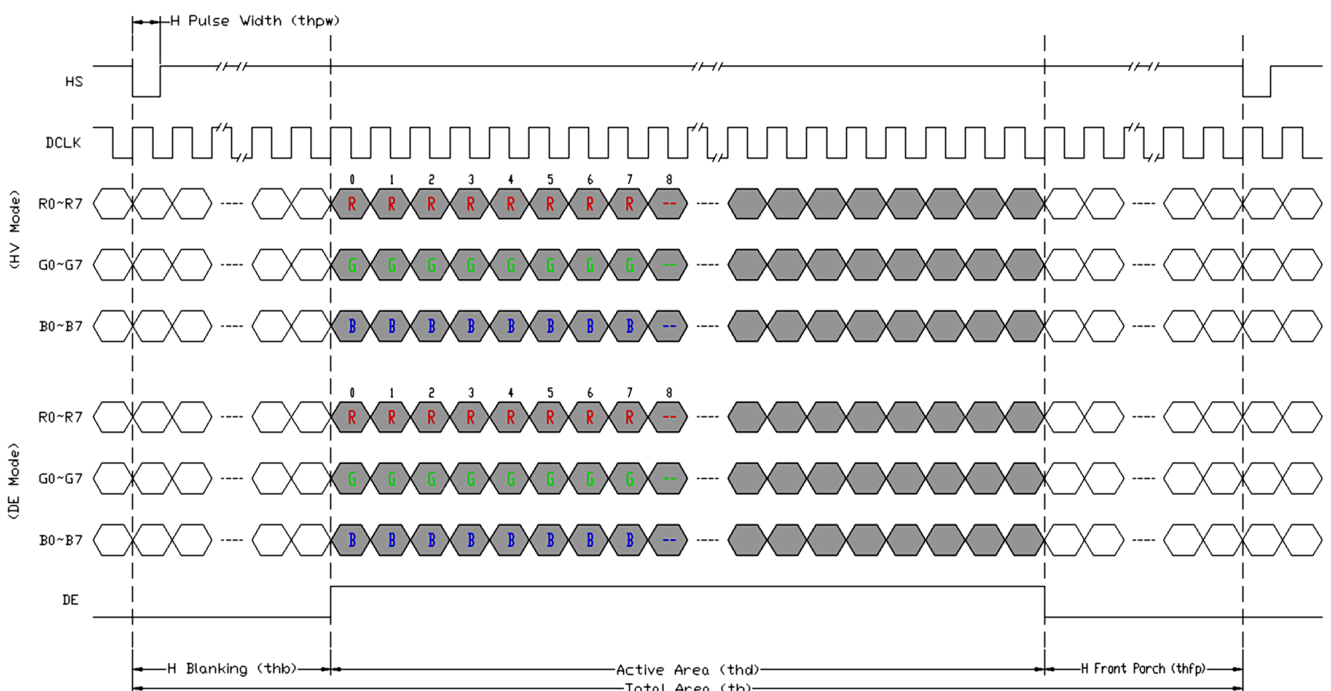 H Pulse Width (thpw)
HS
DCLK
(HV Mode)
0 1 2 3 4 5 6 7 8
R0~R7 R R R R R R R R -- ----
G0~G7 G G G G G G G G -- ----
B0~B7 B B B B B B B B -- ----
(DE Mode)
0 1 2 3 4 5 6 7 8
R0~R7 R R R R R R R R -- ----
G0~G7 G G G G G G G G -- ----
B0~B7 B B B B B B B B -- ----
DE
H Blanking (thb) Active Area (thd) H Front Porch (thfp)
Total Area (th)